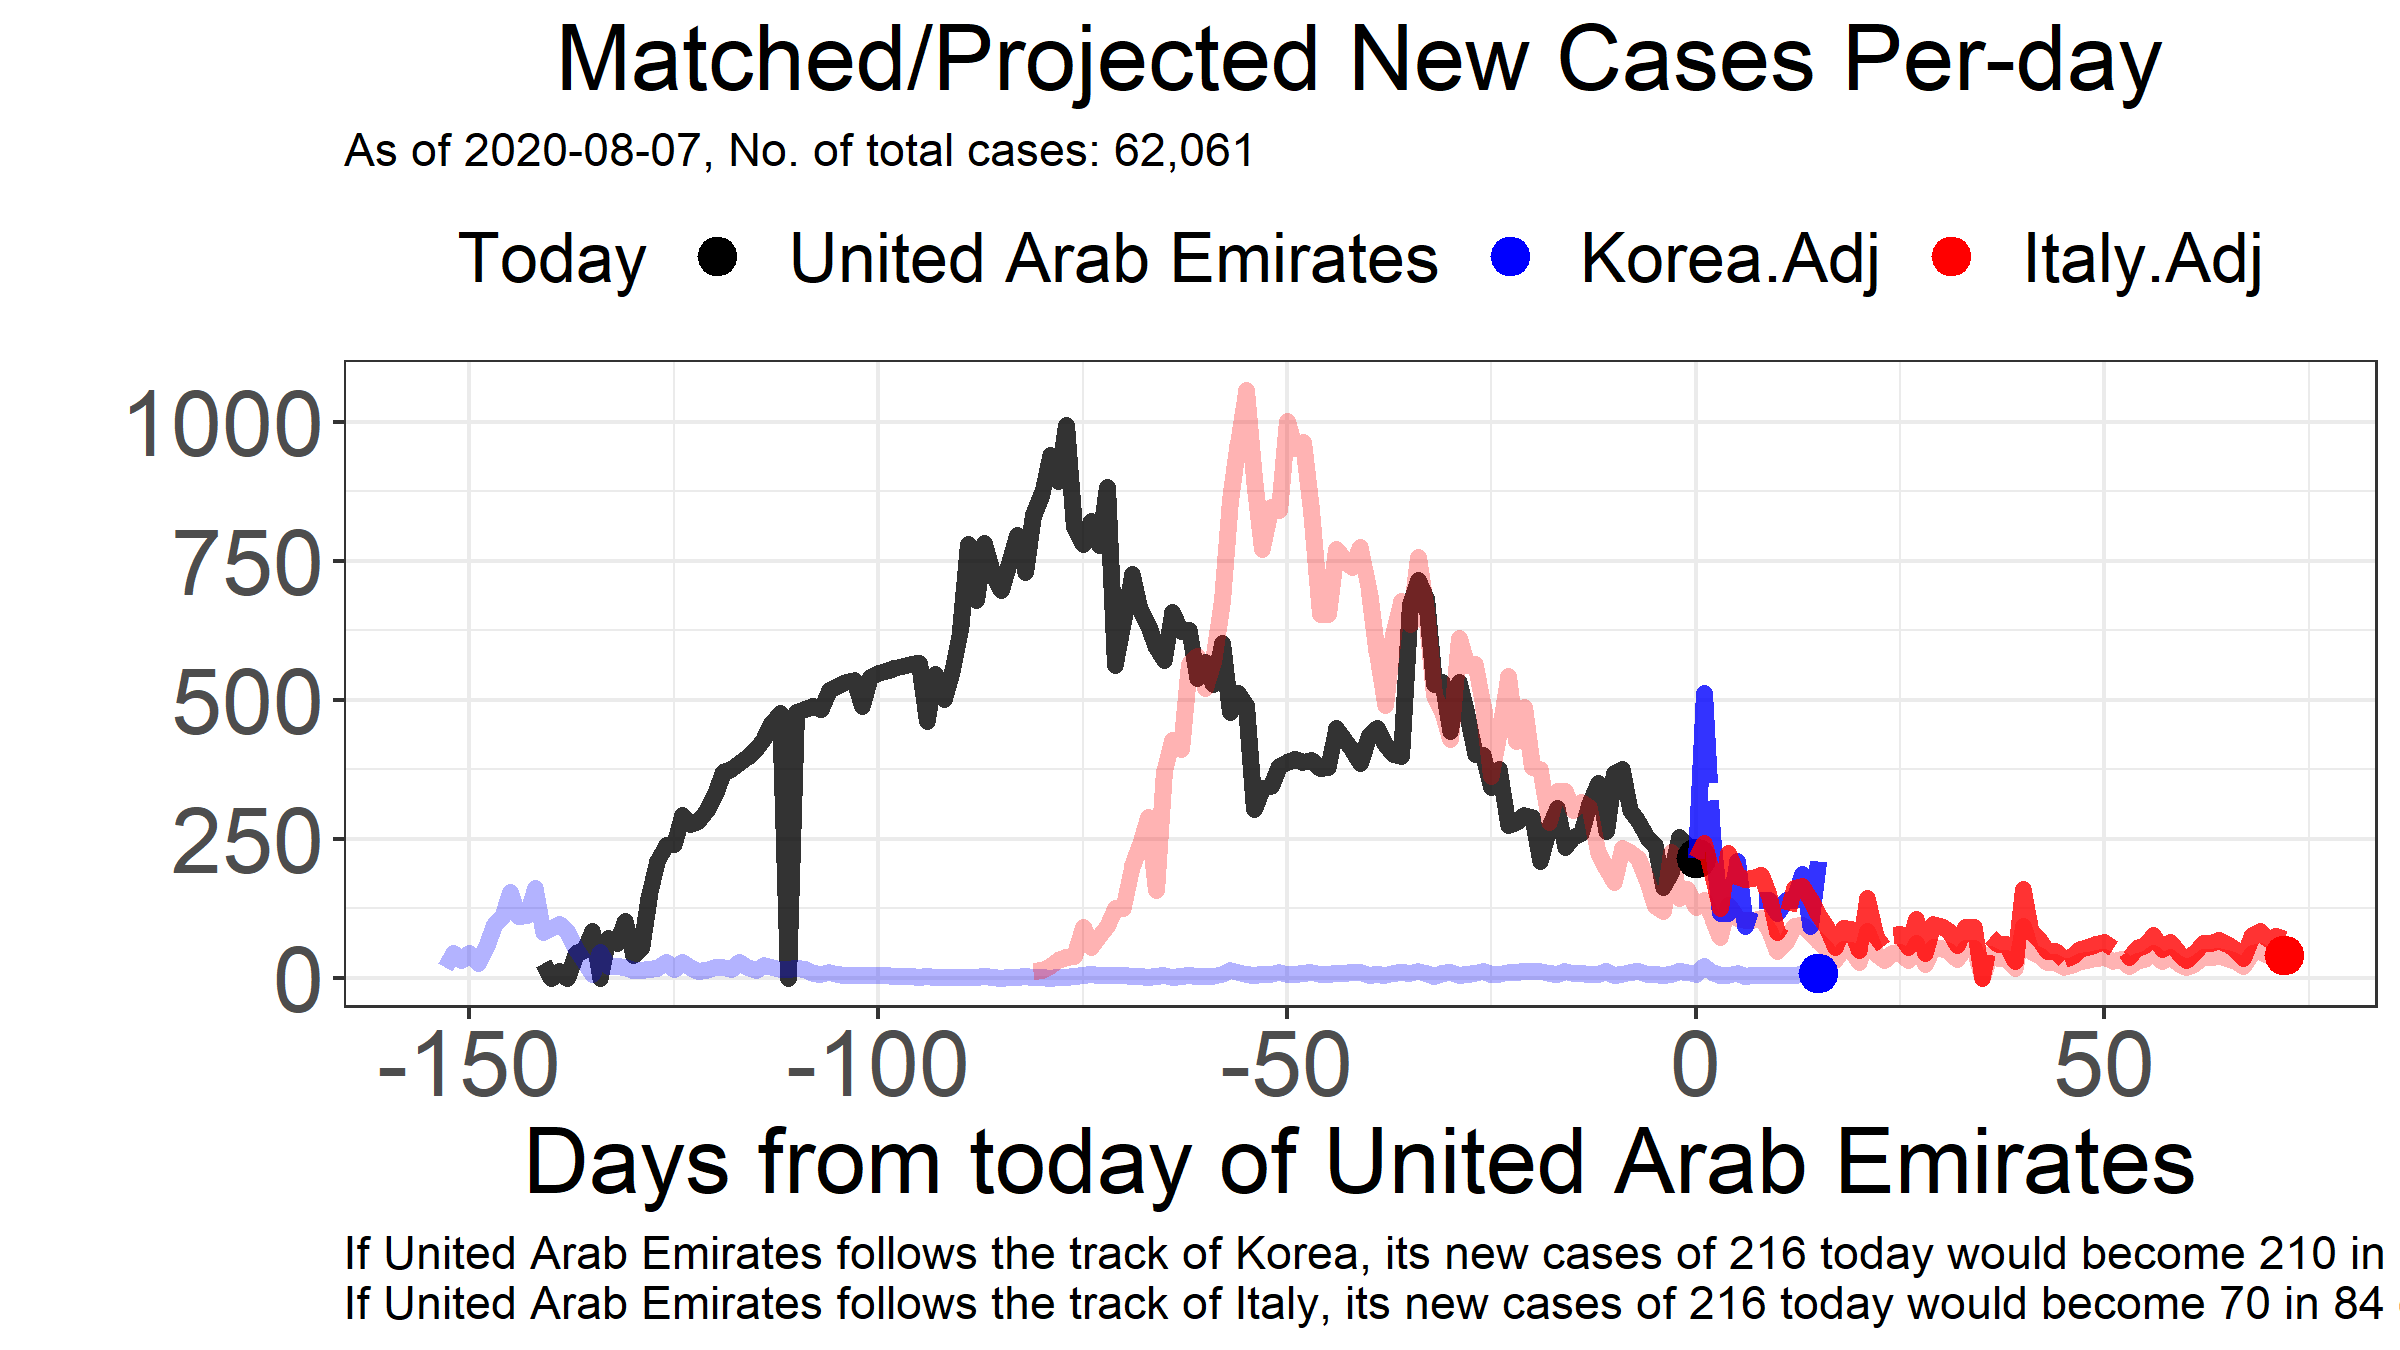 Matched/Projected New Cases Per-day
As of 2020-08-07, No. of total cases: 62,061
Today United Arab Emirates Korea.Adj Italy.Adj
1000
750
500
250
0
-150 -100 -50 0 50
Days from today of United Arab Emirates
If United Arab Emirates follows the track of Korea, its new cases of 216 today would become 210 in
If United Arab Emirates follows the track of Italy, its new cases of 216 today would become 70 in 84